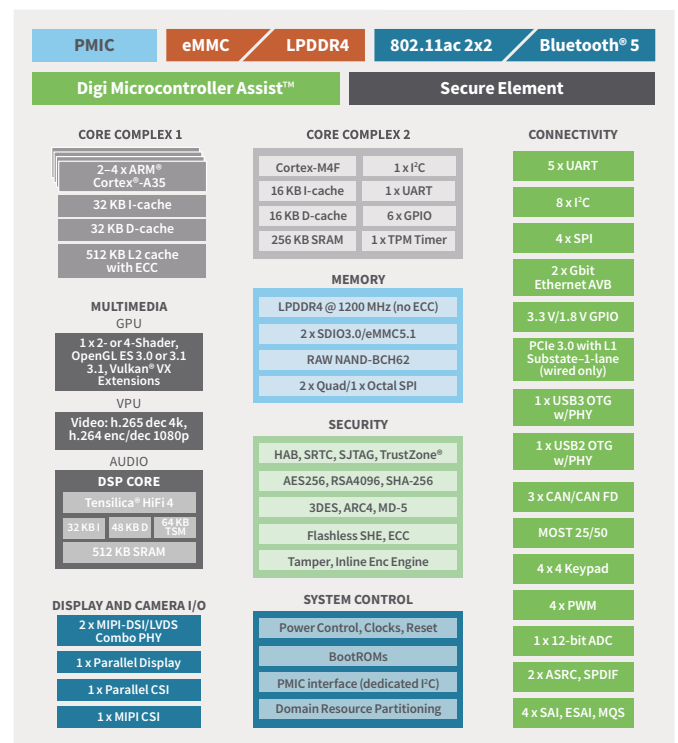 PMIC
eMMC
LPDDR4
802.11ac 2x2
Bluetooth® 5
Digi Microcontroller Assist™
Secure Element
CORE COMPLEX 1
2–4 x ARM®
Cortex®-A35
32 KB I-cache
32 KB D-cache
512 KB L2 cache
with ECC
MULTIMEDIA
GPU
1 x 2- or 4-Shader,
OpenGL ES 3.0 or 3.1
3.1, Vulkan® VX
Extensions
VPU
Video: h.265 dec 4k,
h.264 enc/dec 1080p
AUDIO
DSP CORE
Tensilica® HiFi 4
32 KB I
48 KB D
64 KB
TSM
512 KB SRAM
DISPLAY AND CAMERA I/O
2 x MIPI-DSI/LVDS
Combo PHY
1 x Parallel Display
1 x Parallel CSI
1 x MIPI CSI
CORE COMPLEX 2
Cortex-M4F
1 x I²C
16 KB I-cache
1 x UART
16 KB D-cache
6 x GPIO
256 KB SRAM
1 x TPM Timer
MEMORY
LPDDR4 @ 1200 MHz (no ECC)
2 x SDIO3.0/eMMC5.1
RAW NAND-BCH62
2 x Quad/1 x Octal SPI
SECURITY
HAB, SRTC, SJTAG, TrustZone®
AES256, RSA4096, SHA-256
3DES, ARC4, MD-5
Flashless SHE, ECC
Tamper, Inline Enc Engine
SYSTEM CONTROL
Power Control, Clocks, Reset
BootROMs
PMIC interface (dedicated I²C)
Domain Resource Partitioning
CONNECTIVITY
5 x UART
8 x I²C
4 x SPI
2 x Gbit
Ethernet AVB
3.3 V/1.8 V GPIO
PCIe 3.0 with L1
Substate–1-lane
(wired only)
1 x USB3 OTG
w/PHY
1 x USB2 OTG
w/PHY
3 x CAN/CAN FD
MOST 25/50
4 x 4 Keypad
4 x PWM
1 x 12-bit ADC
2 x ASRC, SPDIF
4 x SAI, ESAI, MQS